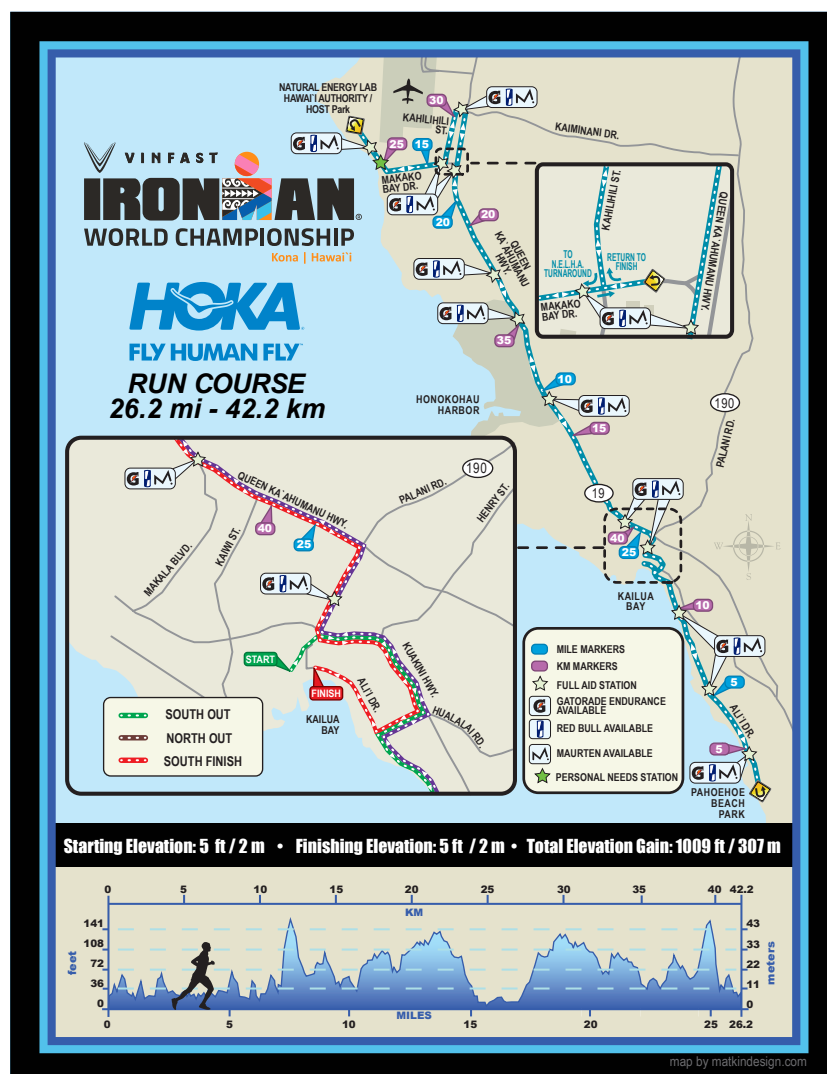 NATURAL ENERGY LAB
HAWAI`I AUTHORITY /
HOST Park
30
G M.
KAHILIHILI
ST.
KAIMINANI DR.
G M.
25
15
MAKAKO
BAY DR.
G M.
20
20
QUEEN
KA`AHUMANU
HWY.
G M.
G M.
35
VINFAST
IRONMAN®
WORLD CHAMPIONSHIP
Kona | Hawai`i
HOKA
FLY HUMAN FLY™
RUN COURSE
26.2 mi - 42.2 km
KAHILIHILI ST.
QUEEN KA`AHUMANU HWY.
TO
N.E.L.H.A.
TURNAROUND
RETURN TO
FINISH
MAKAKO
BAY DR.
G M.
10
HONOKOHAU
HARBOR
G M.
15
190
PALANI RD.
19
G M.
40
25
N
W E
S
KAILUA
BAY
10
G M.
5
ALI'I DR.
5
G M.
PAHOEHOE
BEACH
PARK
G M.
QUEEN KA`AHUMANU HWY.
190
PALANI RD.
HENRY ST.
40
25
MAKALA BLVD.
KAIWI ST.
G M.
START
FINISH
KUAKINI HWY.
ALI'I DR.
HUALALAI RD.
KAILUA
BAY
SOUTH OUT
NORTH OUT
SOUTH FINISH
MILE MARKERS
KM MARKERS
FULL AID STATION
G GATORADE ENDURANCE
AVAILABLE
RED BULL AVAILABLE
M. MAURTEN AVAILABLE
PERSONAL NEEDS STATION
Starting Elevation: 5 ft / 2 m • Finishing Elevation: 5 ft / 2 m • Total Elevation Gain: 1009 ft / 307 m
0 5 10 15 20 25 30 35 40 42.2
KM
141 43
108 33
72 22
36 11
0 0
feet
meters
MILES
0 5 10 15 20 25 26.2
map by matkindesign.com